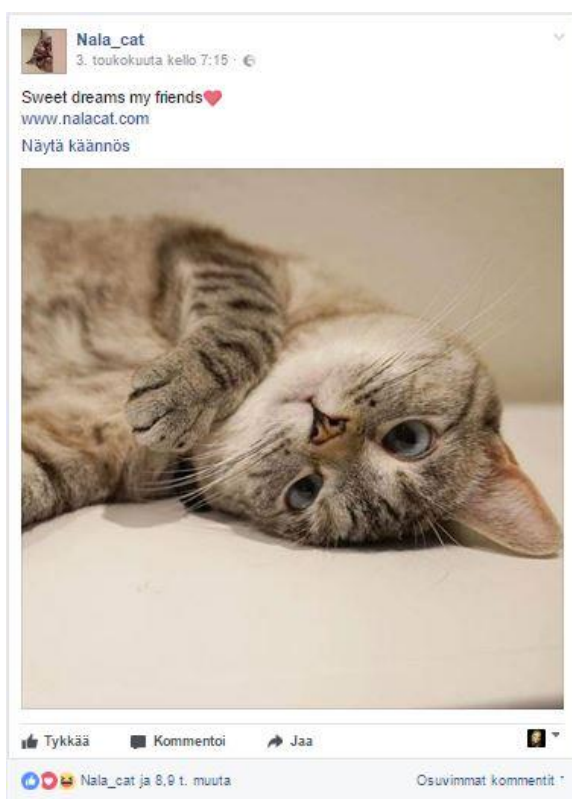 Nala_cat
3. toukokuuta kello 7:15 ·
Sweet dreams my friends❤
www.nalacat.com
Näytä käännös
Tykkää Kommentoi Jaa
Nala_cat ja 8,9 t. muuta Osuvimmat kommentit